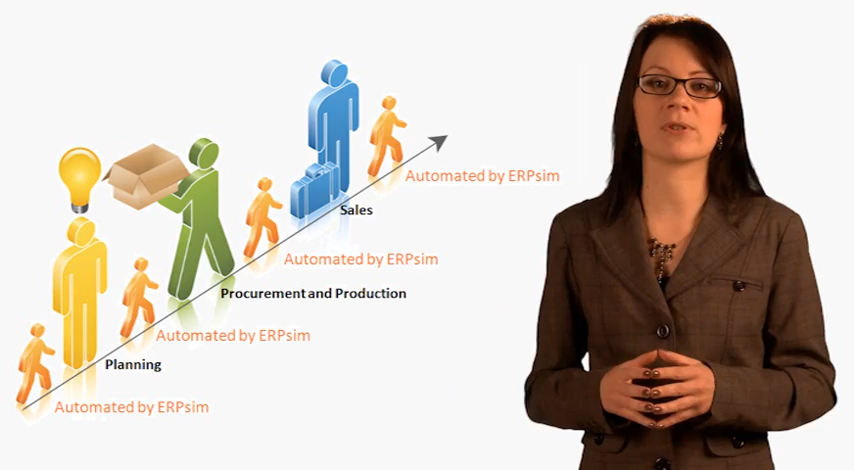 Automated by ERPsim
Sales
Automated by ERPsim
Procurement and Production
Automated by ERPsim
Planning
Automated by ERPsim